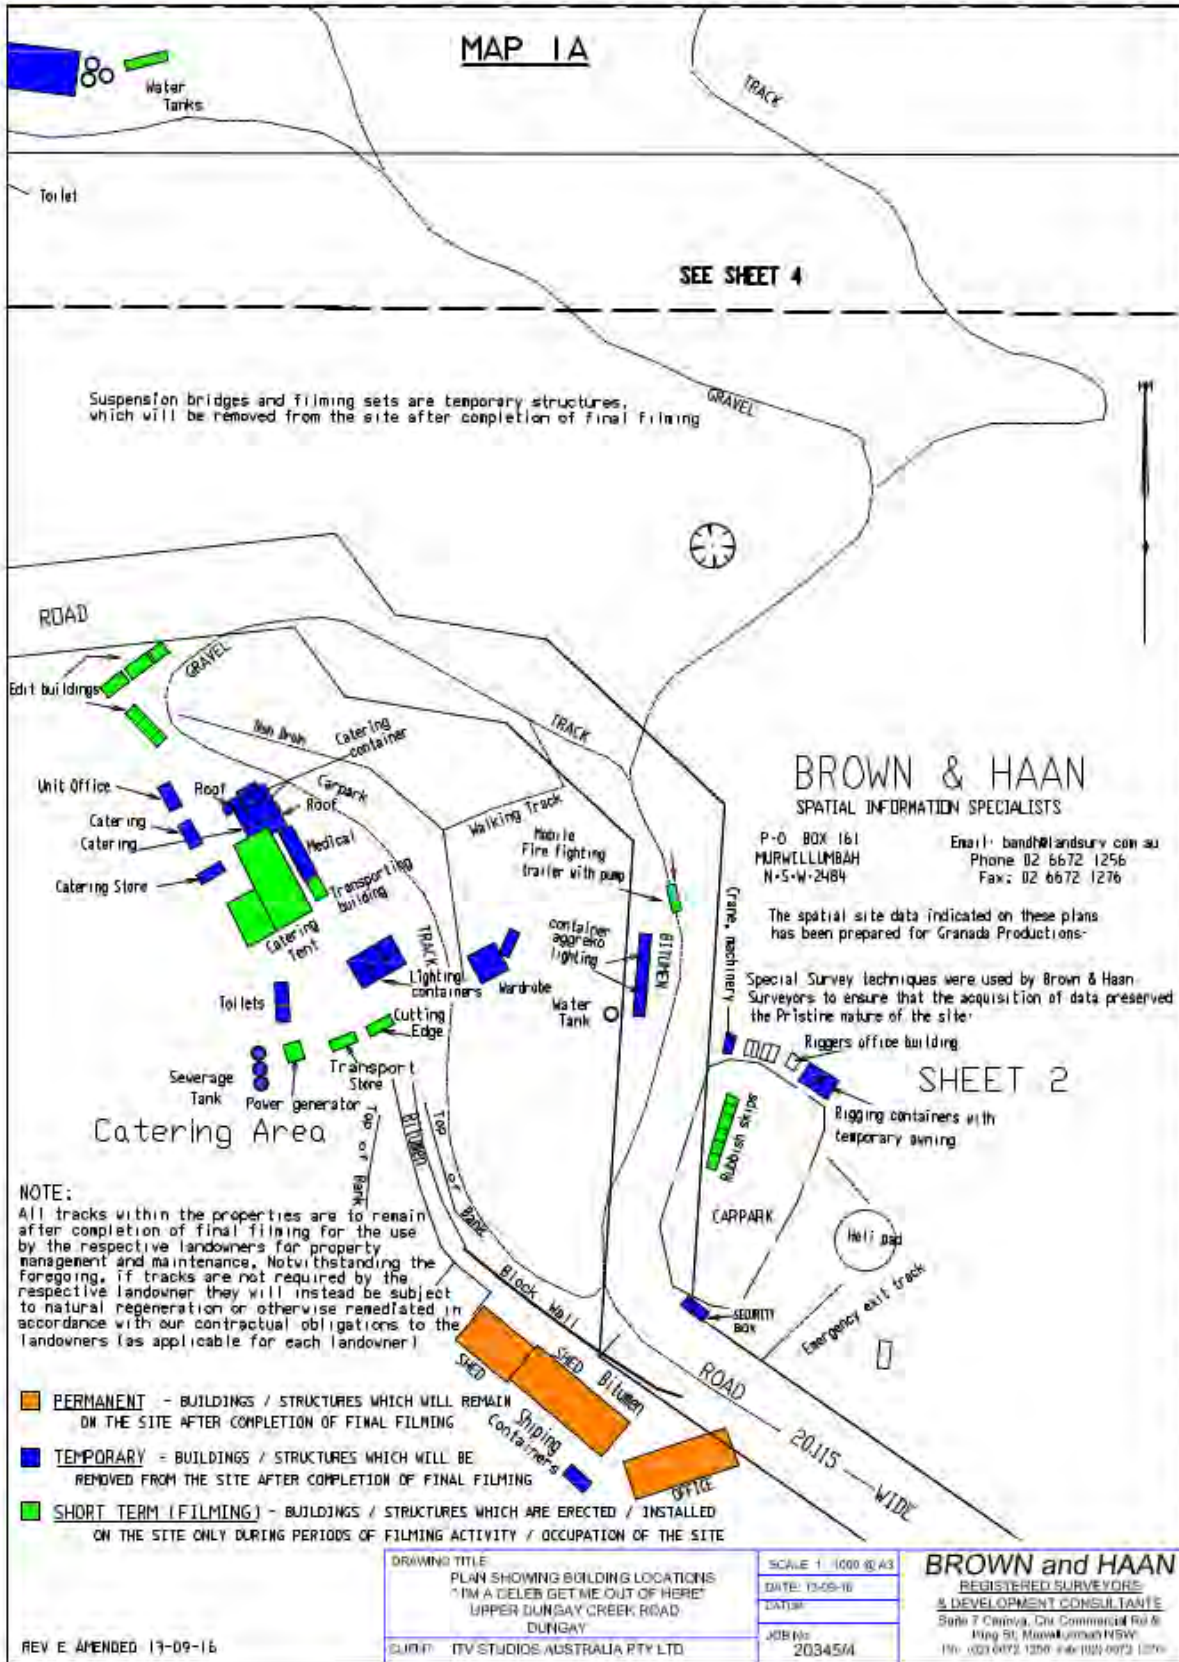 MAP 1A
Water
Tanks
TRACK
Toilet
SEE SHEET 4
Suspension bridges and filming sets are temporary structures,
which will be removed from the site after completion of final filming
GRAVEL
ROAD
GRAVEL
Edit buildings
TRACK
Catering
container
Unit Office
Roof
Carpark
Roof
Catering
Catering
Medical
Walking Track
Catering Store
Transporting
building
Mobile
Fire fighting
trailer with pump
Catering
Tent
TRACK
container
aggreko
lighting
BITUMEN
Crane, machinery
Lighting
containers
Wardrobe
Toilets
Water
Tank
Cutting
Edge
Transport
Store
Sewerage
Tank
Power generator
Catering Area
Top of Bank
BITUMEN
Top of Bank
BROWN & HAAN
SPATIAL INFORMATION SPECIALISTS
P-O BOX 161
MURWILLUMBAH
N-S-W-2484
Email: bandh@landsurv com au
Phone 02 6672 1256
Fax: 02 6672 1276
The spatial site data indicated on these plans
has been prepared for Granada Productions-
Special Survey techniques were used by Brown & Haan
Surveyors to ensure that the acquisition of data preserved
the Pristine nature of the site-
Riggers office building
SHEET 2
Rigging containers with
temporary awning
Rubbish skips
CARPARK
Heli pad
Emergency exit track
SECURITY
BOX
Block Wall
SHED
SHED
Bitumen
ROAD
20.115 WIDE
Shiping
Containers
OFFICE
NOTE:
All tracks within the properties are to remain
after completion of final filming for the use
by the respective landowners for property
management and maintenance. Notwithstanding the
foregoing, if tracks are not required by the
respective landowner they will instead be subject
to natural regeneration or otherwise remediated in
accordance with our contractual obligations to the
landowners (as applicable for each landowner)
PERMANENT - BUILDINGS / STRUCTURES WHICH WILL REMAIN
ON THE SITE AFTER COMPLETION OF FINAL FILMING
TEMPORARY = BUILDINGS / STRUCTURES WHICH WILL BE
REMOVED FROM THE SITE AFTER COMPLETION OF FINAL FILMING
SHORT TERM (FILMING) - BUILDINGS / STRUCTURES WHICH ARE ERECTED / INSTALLED
ON THE SITE ONLY DURING PERIODS OF FILMING ACTIVITY / OCCUPATION OF THE SITE
REV E AMENDED 13-09-16
DRAWING TITLE
PLAN SHOWING BUILDING LOCATIONS
"I'M A CELEB GET ME OUT OF HERE"
UPPER DUNGAY CREEK ROAD
DUNGAY
CLIENT: ITV STUDIOS AUSTRALIA PTY LTD
SCALE 1 :1000 @ A3
DATE: 13-09-16
DATUM:
JOB No:
20345/4
BROWN and HAAN
REGISTERED SURVEYORS
& DEVELOPMENT CONSULTANTS